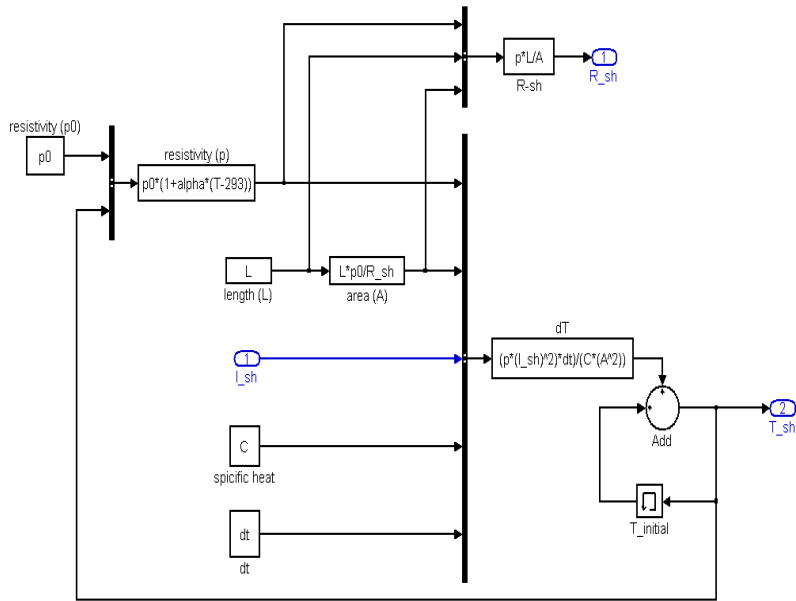 p*L/A
1
R-sh
R_sh
resistivity (p0)
p0
resistivity (p)
p0*(1+alpha*(T-293))
L
length (L)
L*p0/R_sh
area (A)
1
I_sh
dT
(p*(I_sh)^2)*dt)/(C*(A^2))
Add
2
T_sh
C
spicific heat
T_initial
dt
dt